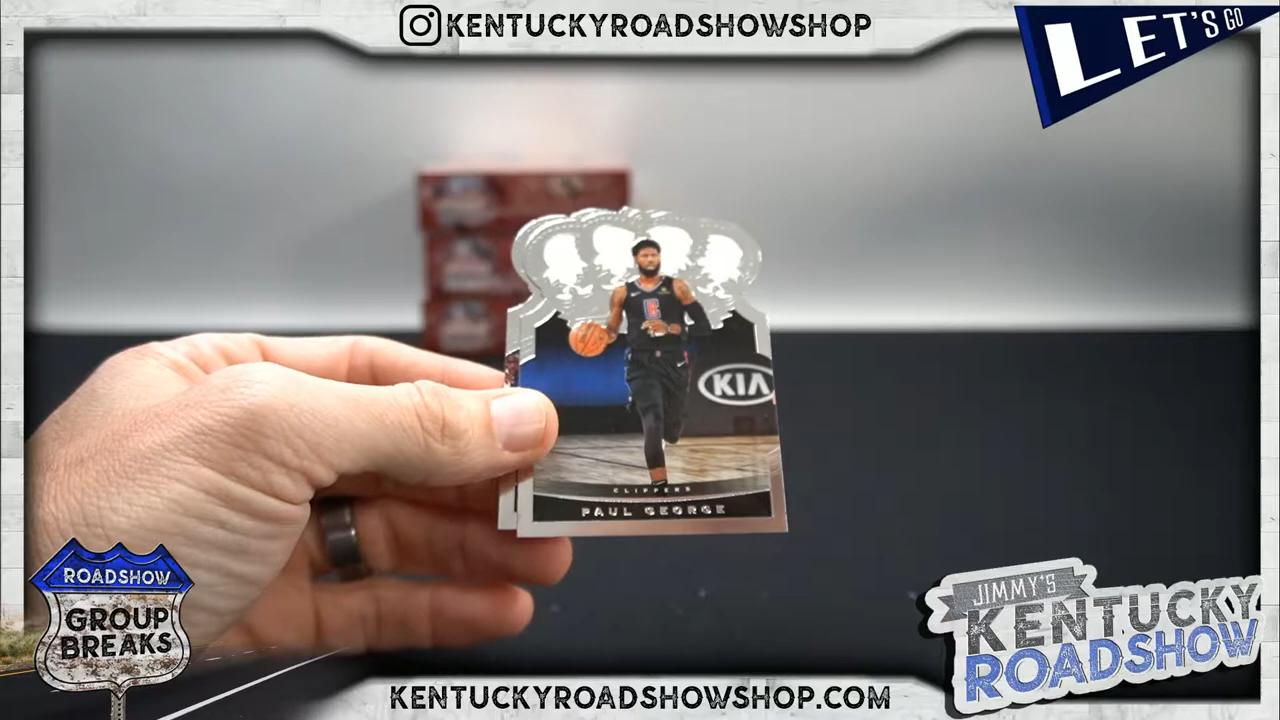 KENTUCKYROADSHOWSHOP
LET'S GO
KIA
CLIPPERS
PAUL GEORGE
ROADSHOW
GROUP
BREAKS
JIMMY'S
KENTUCKY
ROADSHOW
KENTUCKYROADSHOWSHOP.COM